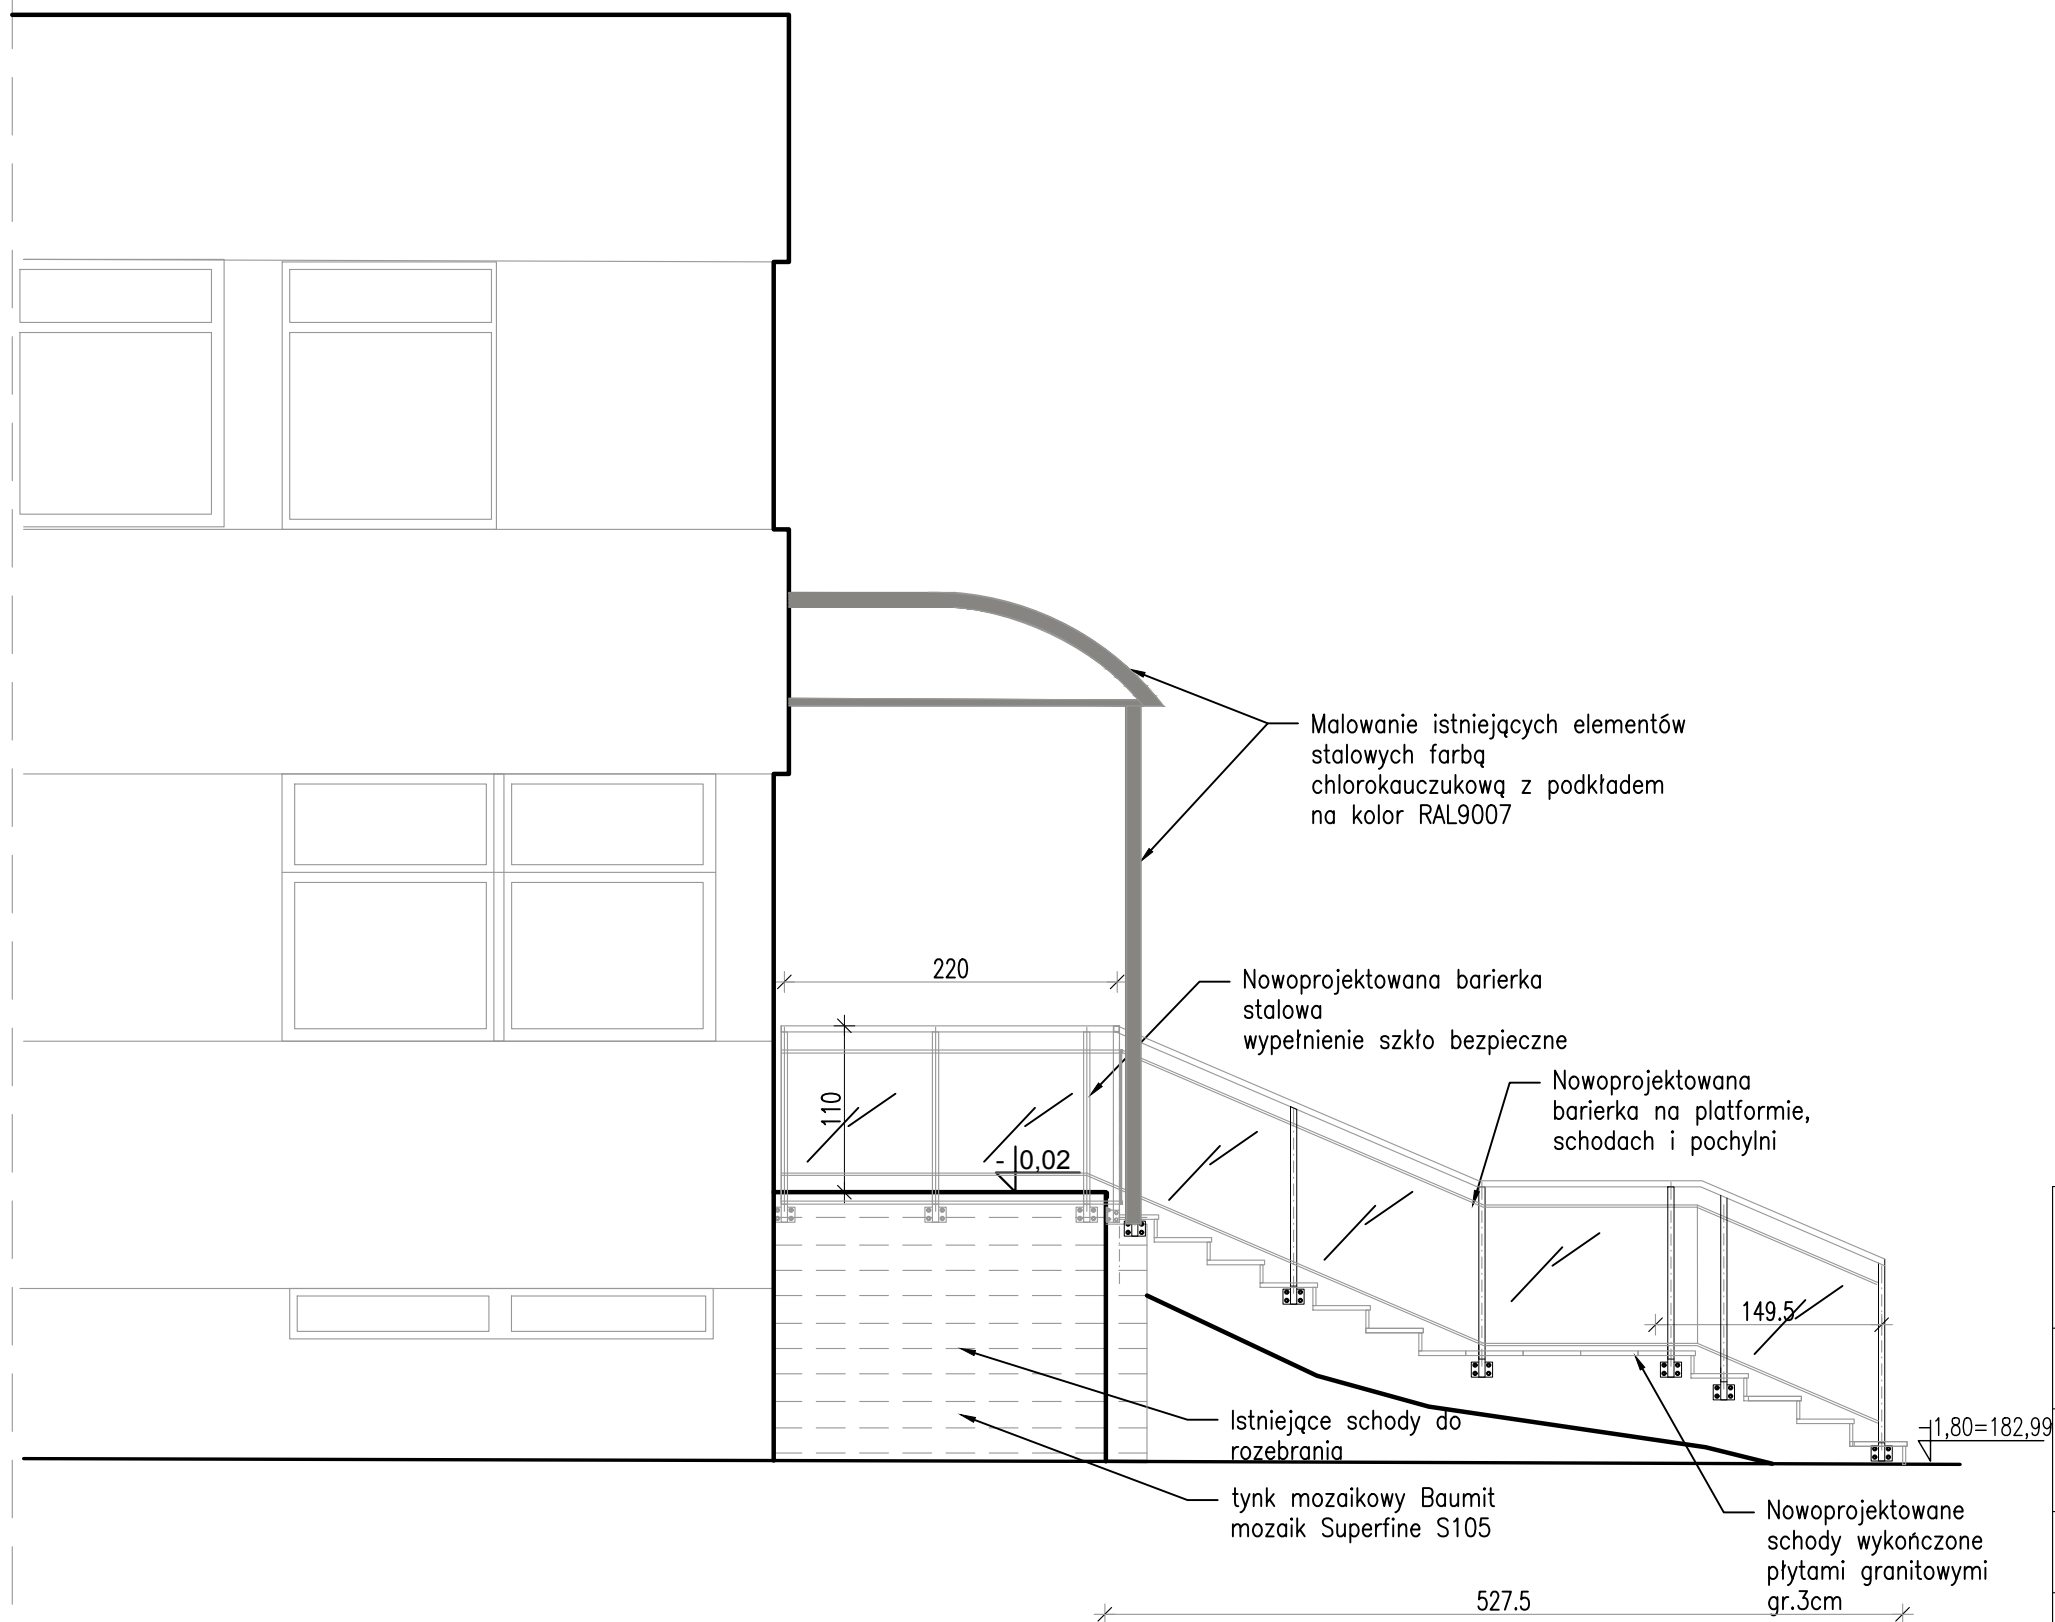 Malowanie istniejących elementów
stalowych farbą
chlorokauczukową z podkładem
na kolor RAL9007
220
Nowoprojektowana barierka
stalowa
wypełnienie szkło bezpieczne
Nowoprojektowana
barierka na platformie,
schodach i pochylni
110
- 0,02
149.5
Istniejące schody do
rozebrania
-1,80=182,99
tynk mozaikowy Baumit
mozaik Superfine S105
Nowoprojektowane
schody wykończone
płytami granitowymi
gr.3cm
527.5